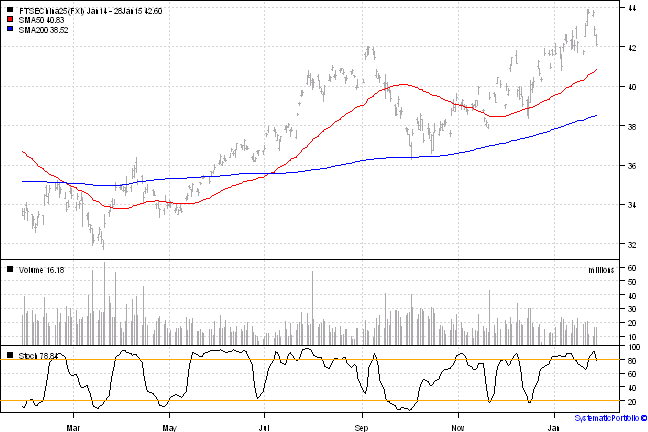 FTSEChina25 (FXI) Jan14 - 28Jan15 42.60
SMA50 40.83
SMA200 38.52
44
42
40
38
36
34
32
Volume 16.18
millions
60
50
40
30
20
10
Stoch 78.84
100
80
60
40
20
Mar May Jul Sep Nov Jan
SystematicPortfolio ©